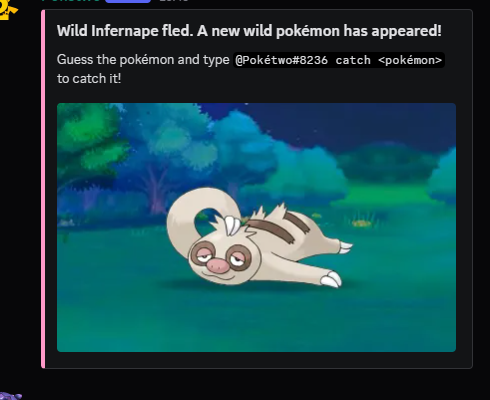 Wild Infernape fled. A new wild pokémon has appeared!
Guess the pokémon and type @Pokétwo#8236 catch <pokémon>
to catch it!